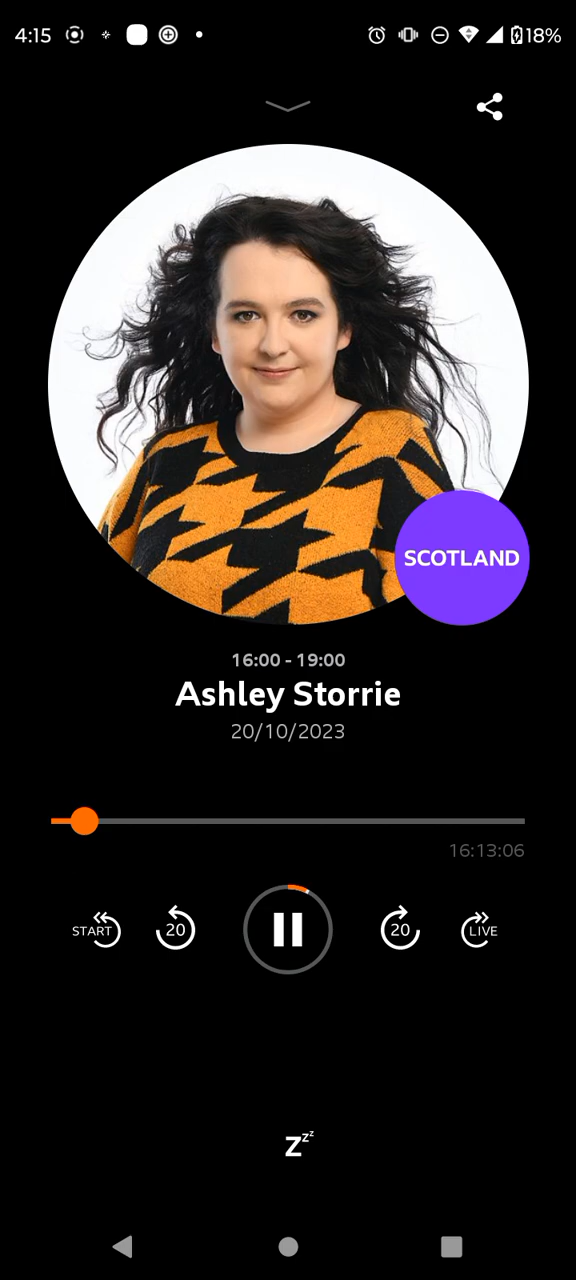 4:15 18%
SCOTLAND
16:00 - 19:00
Ashley Storrie
20/10/2023
16:13:06
START 20 20 LIVE
Zzz